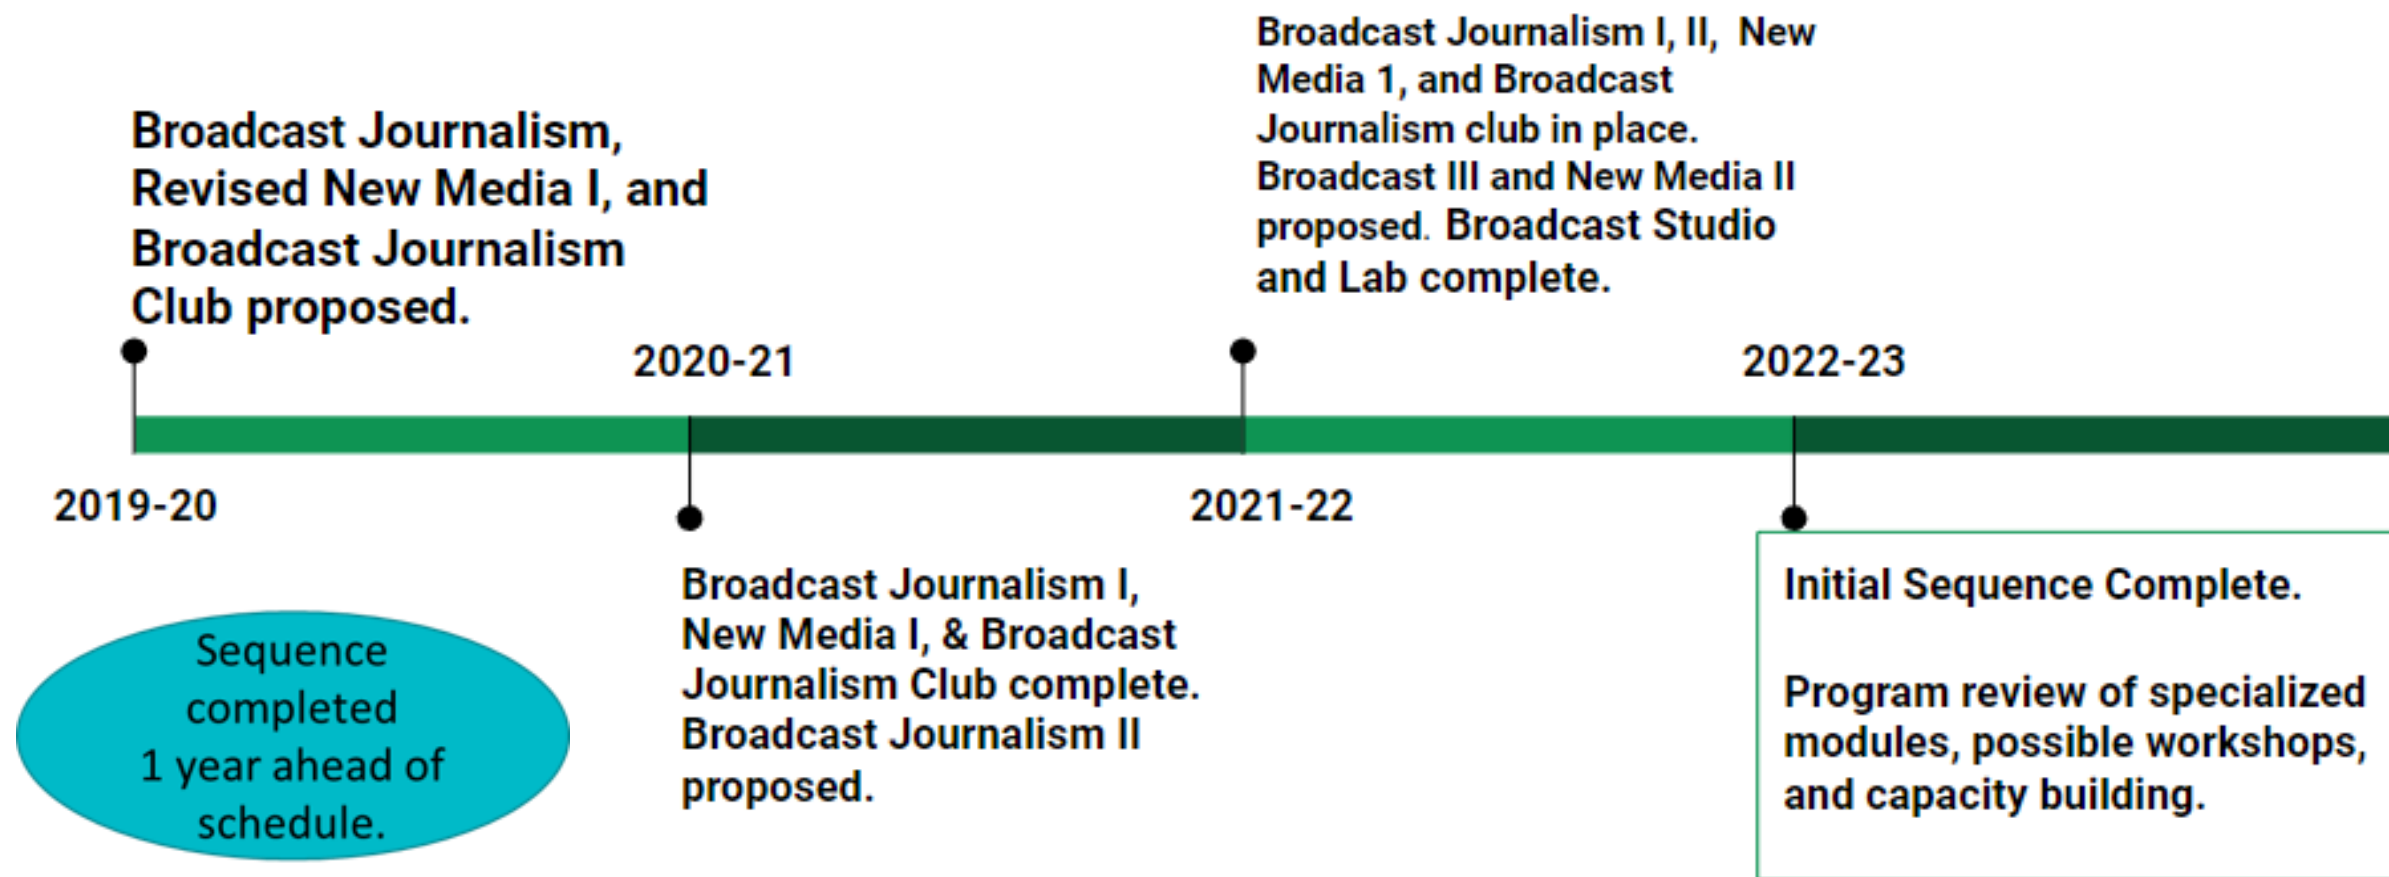 Broadcast Journalism,
Revised New Media I, and
Broadcast Journalism
Club proposed.
Broadcast Journalism I, II,  New
Media 1, and Broadcast
Journalism club in place.
Broadcast III and New Media II
proposed. Broadcast Studio
and Lab complete.
2020-21
2022-23
2019-20
2021-22
Sequence
completed
1 year ahead of
schedule.
Broadcast Journalism I,
New Media I, & Broadcast
Journalism Club complete.
Broadcast Journalism II
proposed.
Initial Sequence Complete.
Program review of specialized
modules, possible workshops,
and capacity building.